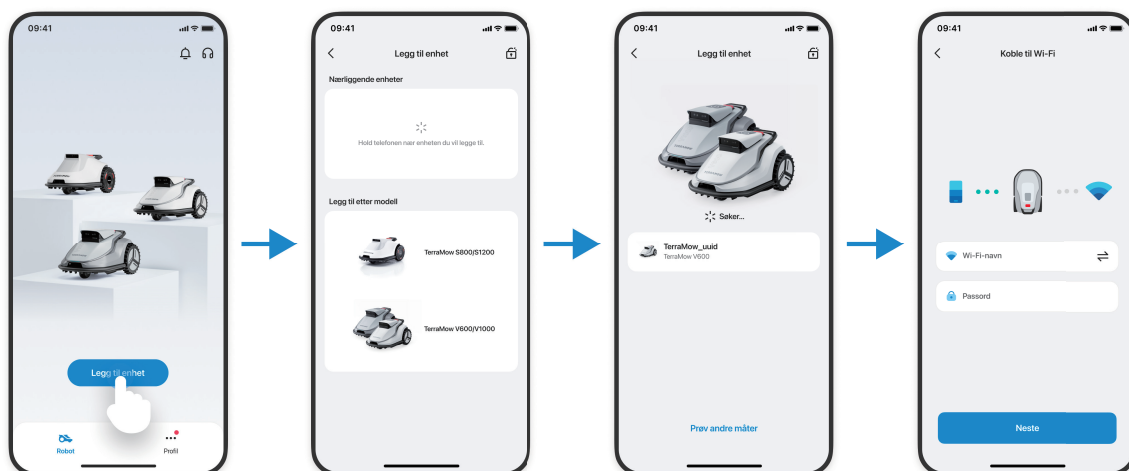 09:41
Legg til enhet
Robot
Profil
09:41
Legg til enhet
Nærliggende enheter
Hold telefonen nær enheten du vil legge til.
Legg til etter modell
TerraMow S800/S1200
TerraMow V600/V1000
09:41
Legg til enhet
Søker...
TerraMow_uuid
TerraMow V600
Prøv andre måter
09:41
Koble til Wi-Fi
Wi-Fi-navn
Passord
Neste